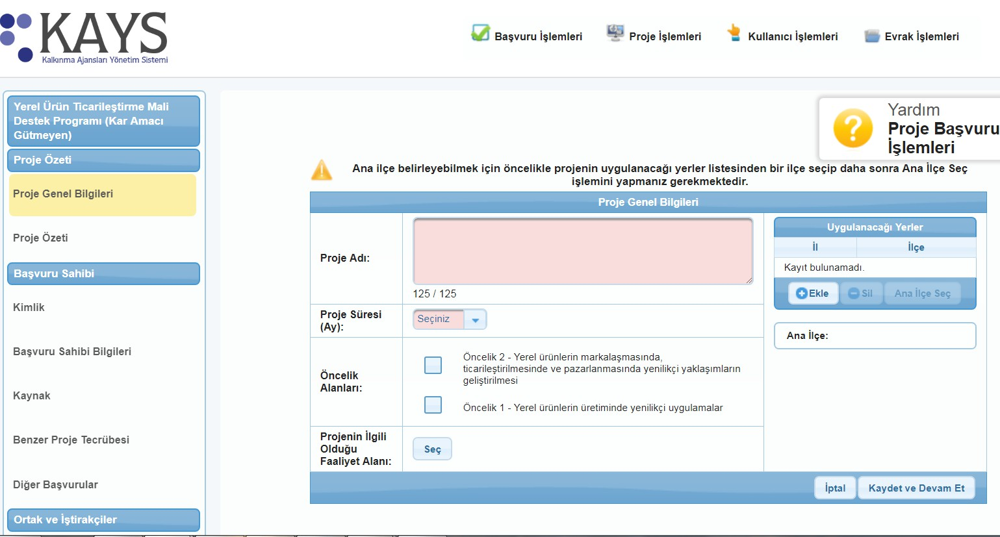 KAYS
Kalkınma Ajansları Yönetim Sistemi
Başvuru İşlemleri
Proje İşlemleri
Kullanıcı İşlemleri
Evrak İşlemleri
Yerel Ürün Ticarileştirme Mali
Destek Programı (Kar Amacı
Gütmeyen)
Proje Özeti
Proje Genel Bilgileri
Proje Özeti
Başvuru Sahibi
Kimlik
Başvuru Sahibi Bilgileri
Kaynak
Benzer Proje Tecrübesi
Diğer Başvurular
Ortak ve İştirakçiler
Yardım
Proje Başvuru
İşlemleri
Ana ilçe belirleyebilmek için öncelikle projenin uygulanacağı yerler listesinden bir ilçe seçip daha sonra Ana İlçe Seç
işlemini yapmanız gerekmektedir.
Proje Genel Bilgileri
Proje Adı:
125 / 125
Proje Süresi
(Ay):
Seçiniz
Öncelik
Alanları:
Öncelik 2 - Yerel ürünlerin markalaşmasında,
ticarileştirilmesinde ve pazarlanmasında yenilikçi yaklaşımların
geliştirilmesi
Öncelik 1 - Yerel ürünlerin üretiminde yenilikçi uygulamalar
Projenin İlgili
Olduğu
Faaliyet Alanı:
Seç
Uygulanacağı Yerler
İl
İlçe
Kayıt bulunamadı.
Ekle
Sil
Ana İlçe Seç
Ana İlçe:
İptal
Kaydet ve Devam Et